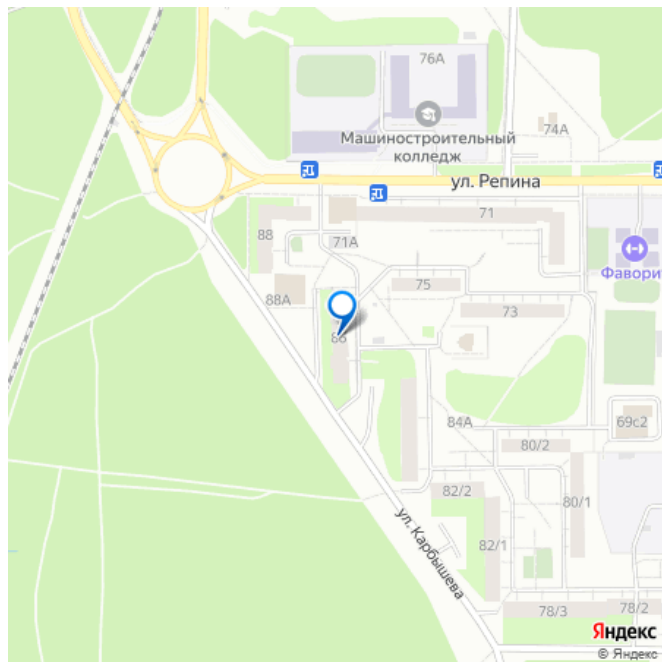 76А
Машиностроительный
колледж
74А
ул. Репина
71
88
71А
Фавори
75
88А
73
86
84А
69с2
80/2
82/2
80/1
ул. Карбышева
82/1
78/3
78/2
Яндекс
© Яндекс